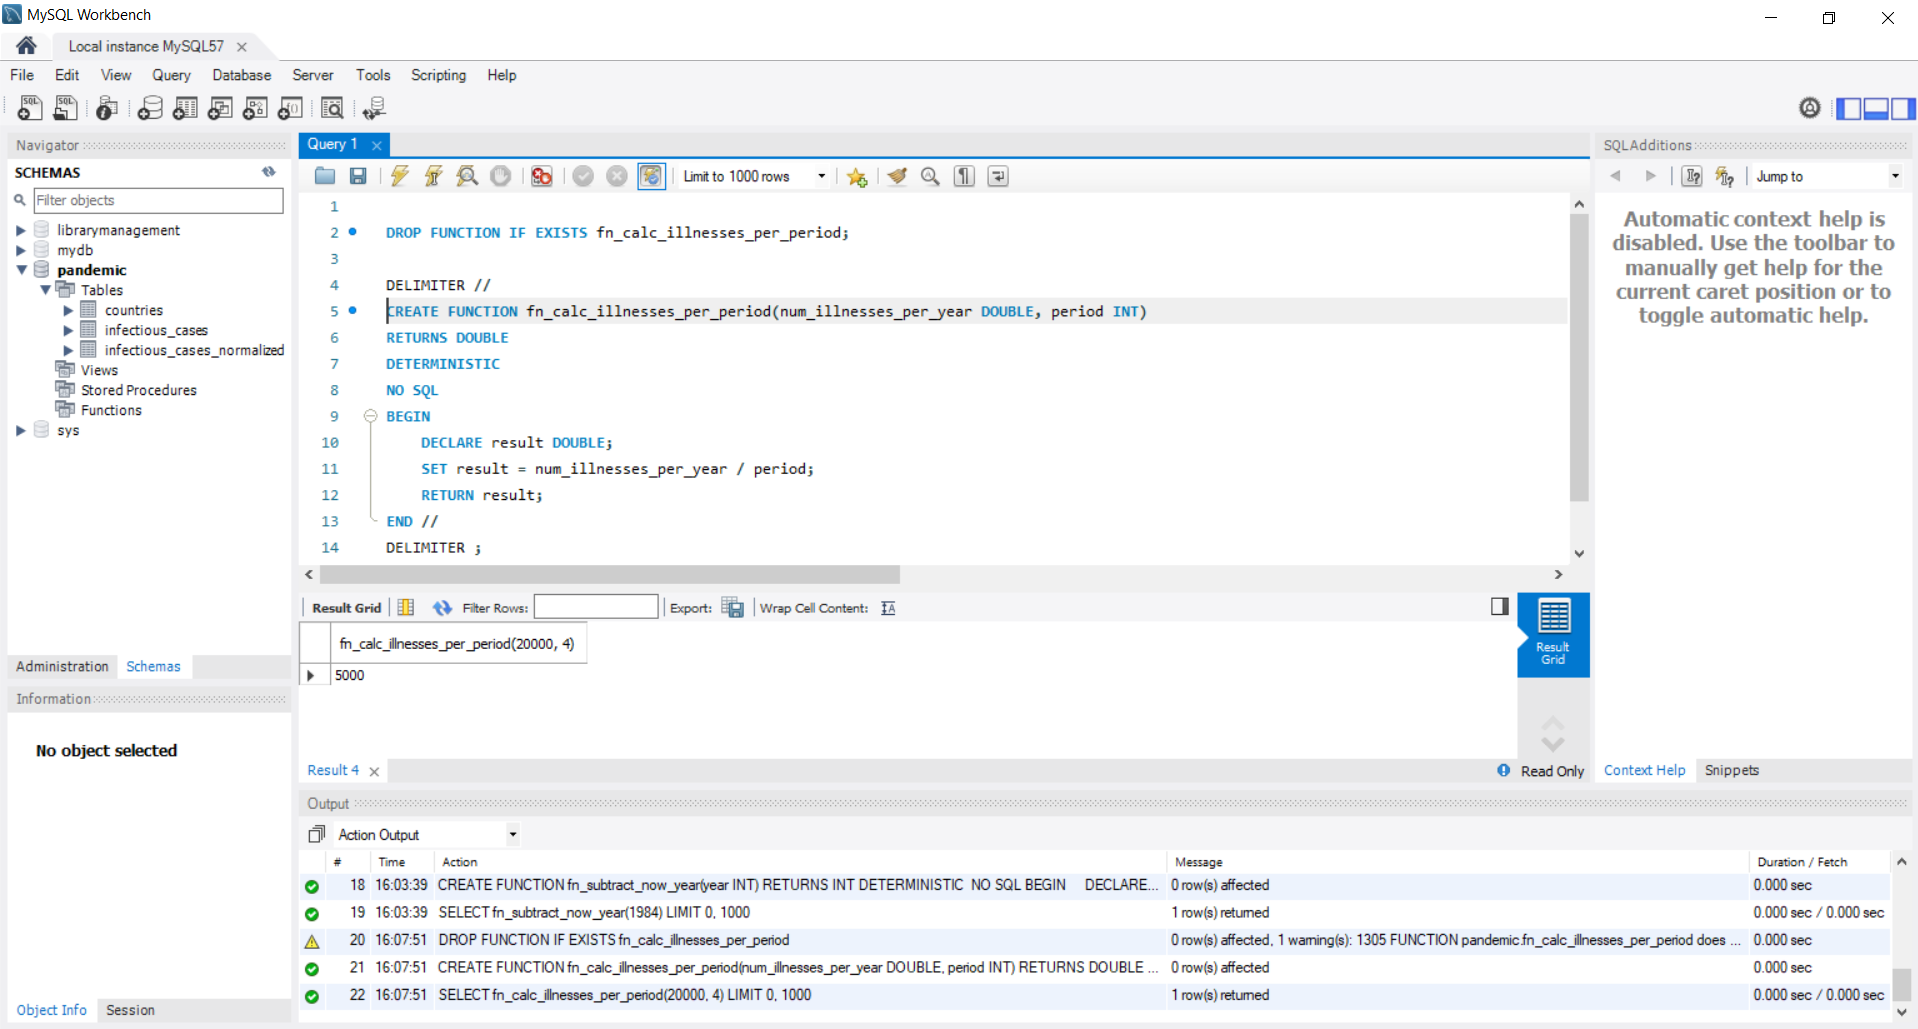 MySQL Workbench
Local instance MySQL57
File Edit View Query Database Server Tools Scripting Help
Navigator
SCHEMAS
Filter objects
librarymanagement
mydb
pandemic
Tables
countries
infectious_cases
infectious_cases_normalized
Views
Stored Procedures
Functions
sys
Administration Schemas
Information
No object selected
Object Info Session
Query 1
Limit to 1000 rows
1
2 DROP FUNCTION IF EXISTS fn_calc_illnesses_per_period;
3
4 DELIMITER //
5 CREATE FUNCTION fn_calc_illnesses_per_period(num_illnesses_per_year DOUBLE, period INT)
6 RETURNS DOUBLE
7 DETERMINISTIC
8 NO SQL
9 BEGIN
10 DECLARE result DOUBLE;
11 SET result = num_illnesses_per_year / period;
12 RETURN result;
13 END //
14 DELIMITER ;
Result Grid Filter Rows: Export: Wrap Cell Content:
fn_calc_illnesses_per_period(20000, 4)
5000
Result Grid
Result 4
Read Only
SQLAdditions
Jump to
Automatic context help is
disabled. Use the toolbar to
manually get help for the
current caret position or to
toggle automatic help.
Context Help Snippets
Output
Action Output
# Time Action Message Duration / Fetch
18 16:03:39 CREATE FUNCTION fn_subtract_now_year(year INT) RETURNS INT DETERMINISTIC NO SQL BEGIN DECLARE... 0 row(s) affected 0.000 sec
19 16:03:39 SELECT fn_subtract_now_year(1984) LIMIT 0, 1000 1 row(s) returned 0.000 sec / 0.000 sec
20 16:07:51 DROP FUNCTION IF EXISTS fn_calc_illnesses_per_period 0 row(s) affected, 1 warning(s): 1305 FUNCTION pandemic.fn_calc_illnesses_per_period does ... 0.000 sec
21 16:07:51 CREATE FUNCTION fn_calc_illnesses_per_period(num_illnesses_per_year DOUBLE, period INT) RETURNS DOUBLE ... 0 row(s) affected 0.000 sec
22 16:07:51 SELECT fn_calc_illnesses_per_period(20000, 4) LIMIT 0, 1000 1 row(s) returned 0.000 sec / 0.000 sec